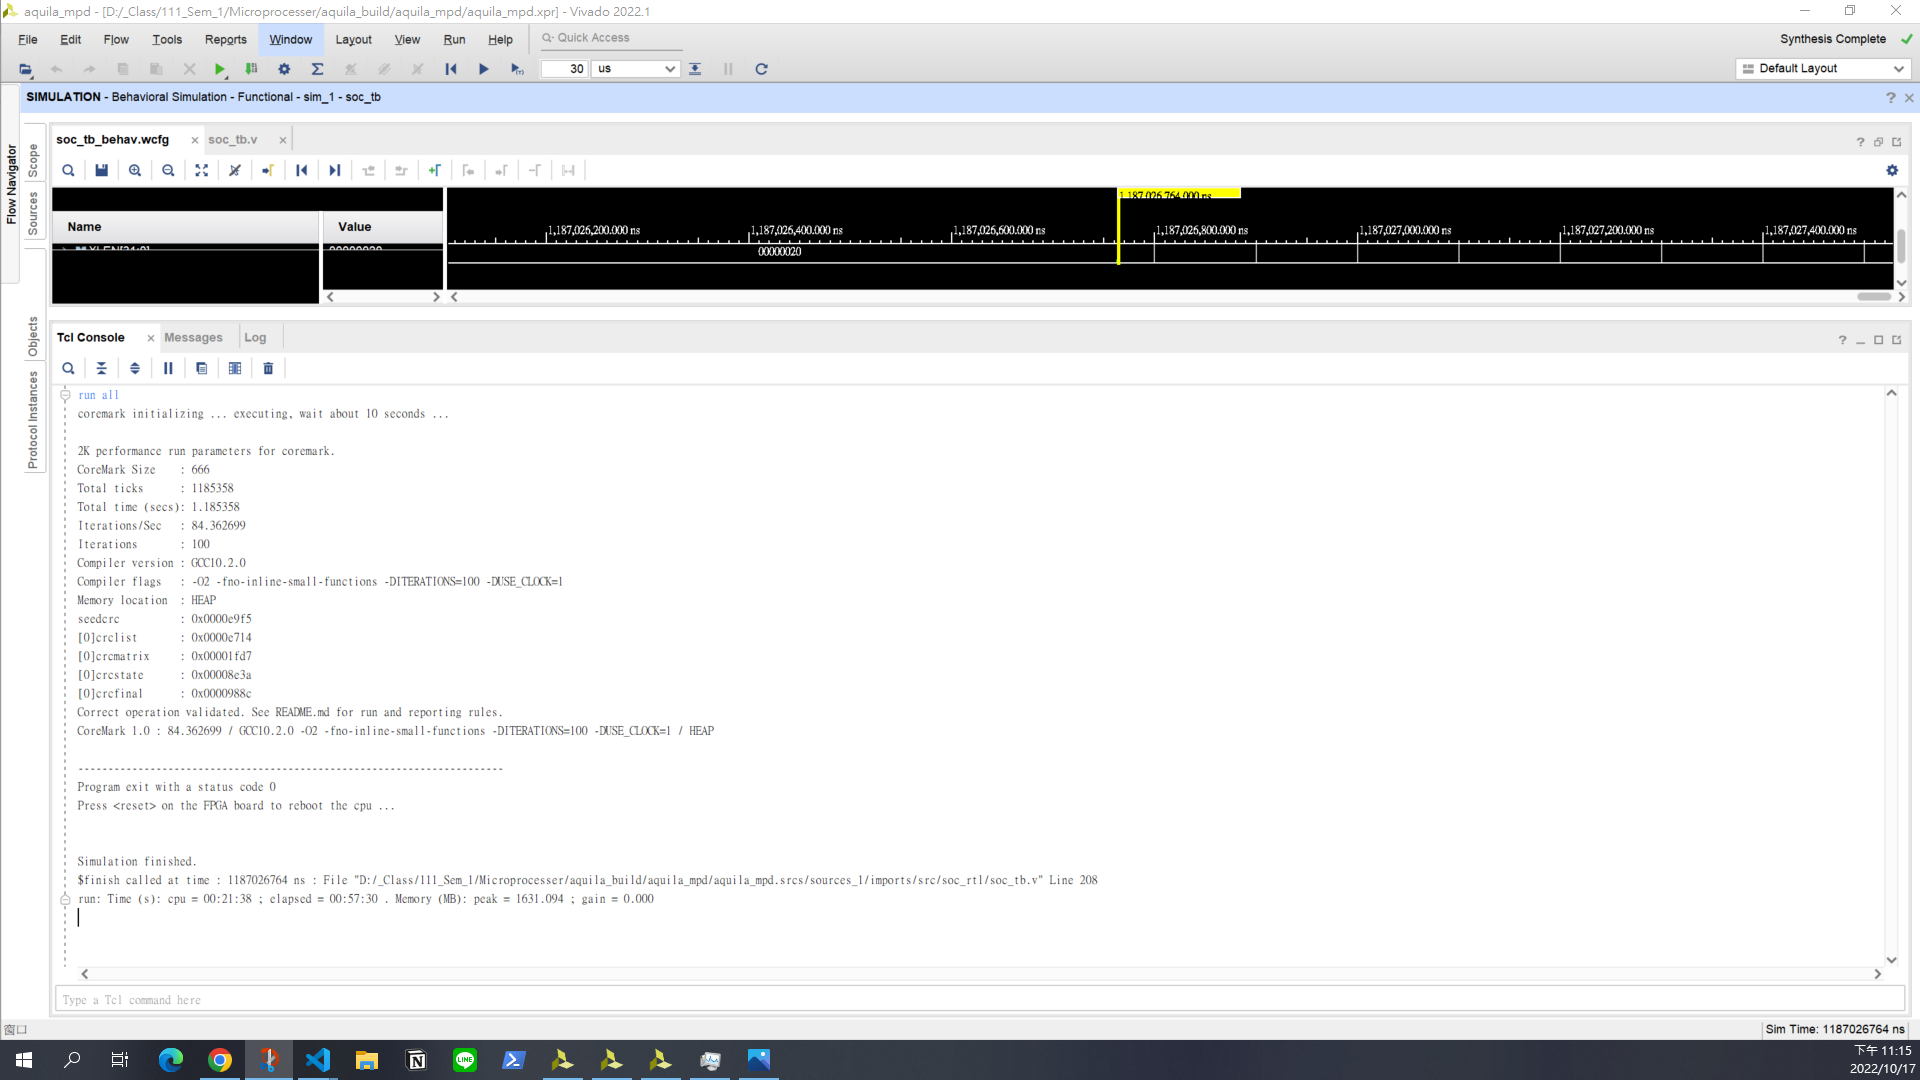 aquila_mpd - [D:/_Class/111_Sem_1/Microprocesser/aquila_build/aquila_mpd/aquila_mpd.xpr] - Vivado 2022.1
File Edit Flow Tools Reports Window Layout View Run Help Quick Access
Synthesis Complete
30 us
Default Layout
SIMULATION - Behavioral Simulation - Functional - sim_1 - soc_tb
Flow Navigator
Scope
Sources
Objects
Protocol Instances
soc_tb_behav.wcfg
soc_tb.v
1,187,026,764.000 ns
Name Value
1,187,026,200.000 ns 1,187,026,400.000 ns 1,187,026,600.000 ns 1,187,026,800.000 ns 1,187,027,000.000 ns 1,187,027,200.000 ns 1,187,027,400.000 ns
XLEN[31:0] 00000020 00000020
Tcl Console Messages Log
run all
coremark initializing ... executing, wait about 10 seconds ...
2K performance run parameters for coremark.
CoreMark Size : 666
Total ticks : 1185358
Total time (secs): 1.185358
Iterations/Sec : 84.362699
Iterations : 100
Compiler version : GCC10.2.0
Compiler flags : -O2 -fno-inline-small-functions -DITERATIONS=100 -DUSE_CLOCK=1
Memory location : HEAP
seedcrc : 0x0000e9f5
[0]crclist : 0x0000e714
[0]crcmatrix : 0x00001fd7
[0]crcstate : 0x00008e3a
[0]crcfinal : 0x0000988c
Correct operation validated. See README.md for run and reporting rules.
CoreMark 1.0 : 84.362699 / GCC10.2.0 -O2 -fno-inline-small-functions -DITERATIONS=100 -DUSE_CLOCK=1 / HEAP
-----------------------------------------------------------------------
Program exit with a status code 0
Press <reset> on the FPGA board to reboot the cpu ...
Simulation finished.
$finish called at time : 1187026764 ns : File "D:/_Class/111_Sem_1/Microprocesser/aquila_build/aquila_mpd/aquila_mpd.srcs/sources_1/imports/src/soc_rtl/soc_tb.v" Line 208
run: Time (s): cpu = 00:21:38 ; elapsed = 00:57:30 . Memory (MB): peak = 1631.094 ; gain = 0.000
Type a Tcl command here
窗口
Sim Time: 1187026764 ns
下午 11:15
2022/10/17